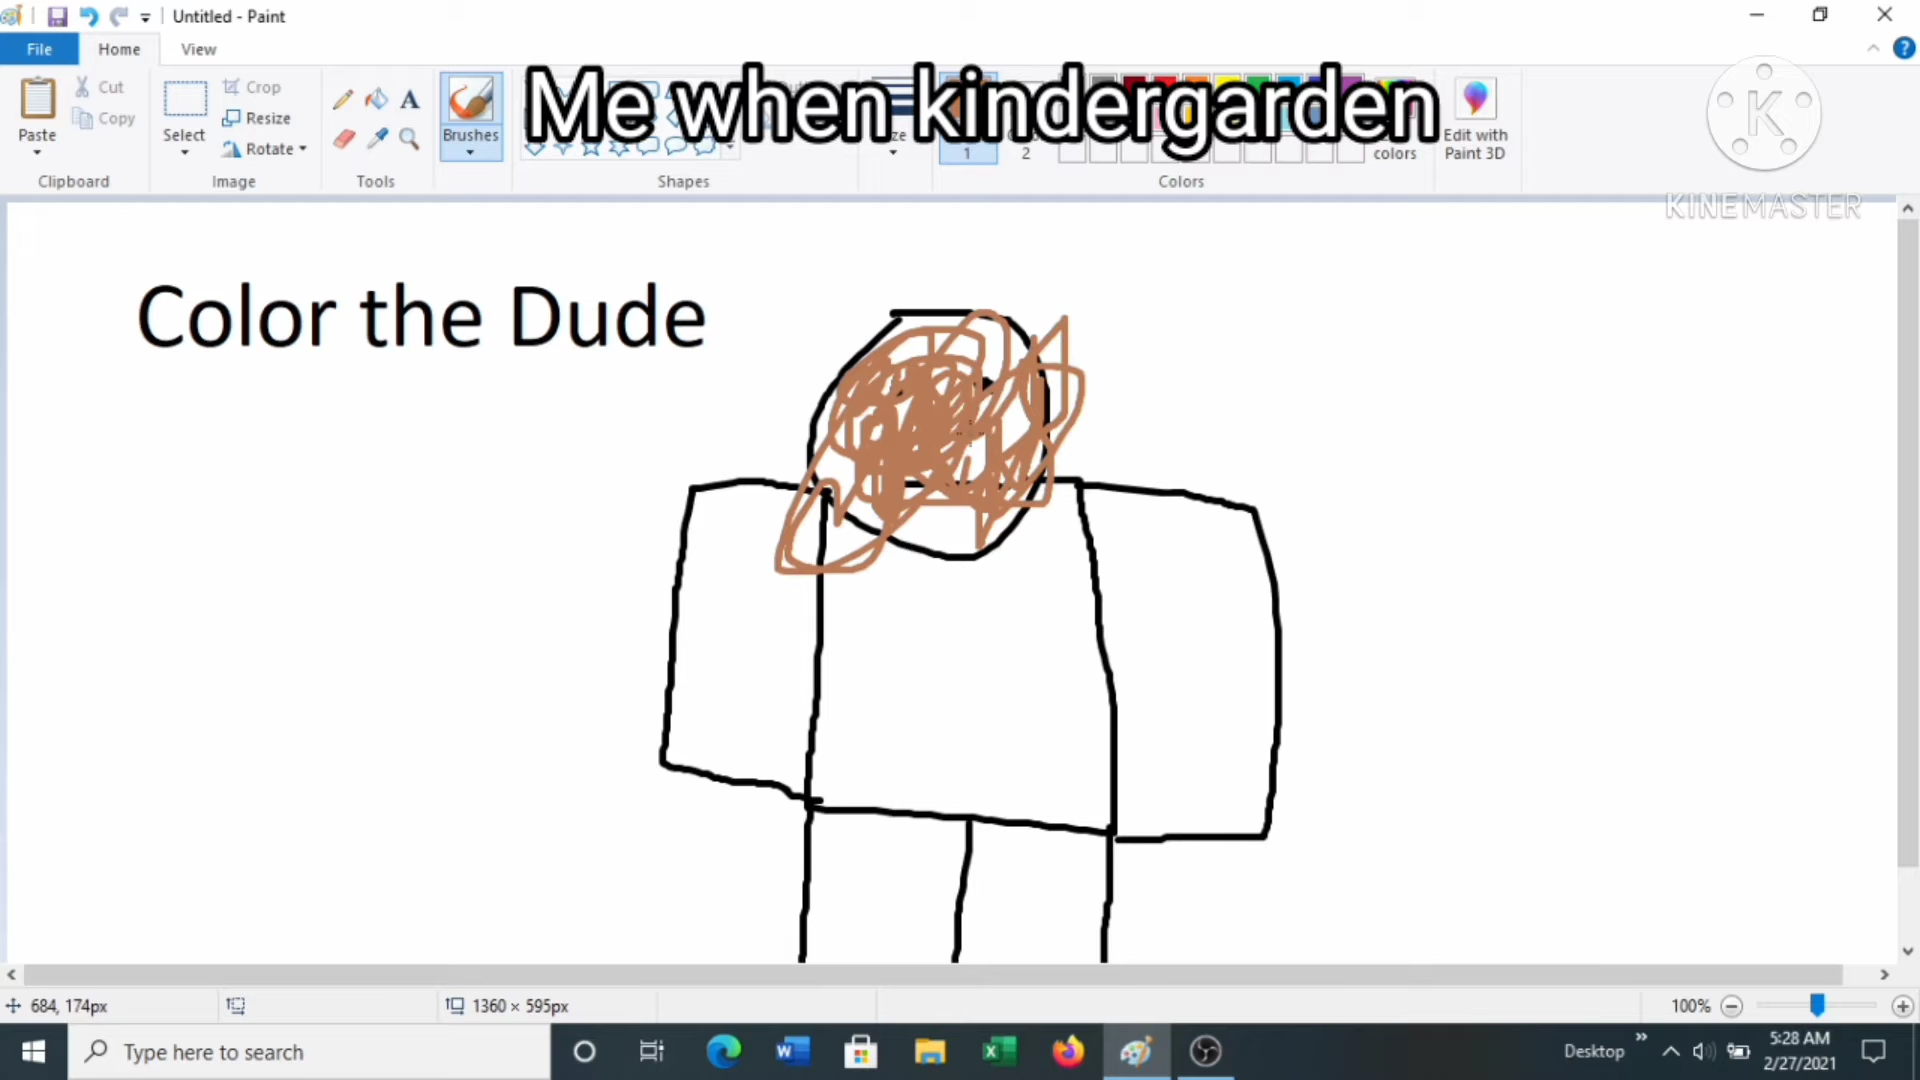 Untitled - Paint
File Home View
Me when kindergarden
Paste
Cut
Copy
Clipboard
Select
Crop
Resize
Rotate
Image
Tools
Brushes
Shapes
1
2
colors
Colors
Edit with
Paint 3D
K
KINEMASTER
Color the Dude
684, 174px
1360 × 595px
100%
Type here to search
Desktop
5:28 AM
2/27/2021